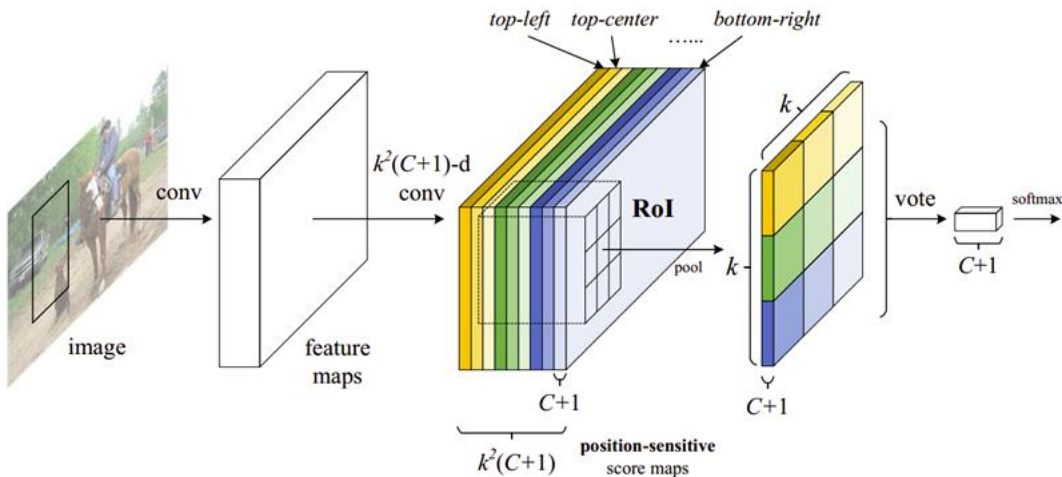 top-left
top-center
......
bottom-right
conv
k²(C+1)-d
conv
RoI
pool
k
k
vote
softmax
C+1
image
feature
maps
C+1
C+1
k²(C+1)
position-sensitive
score maps